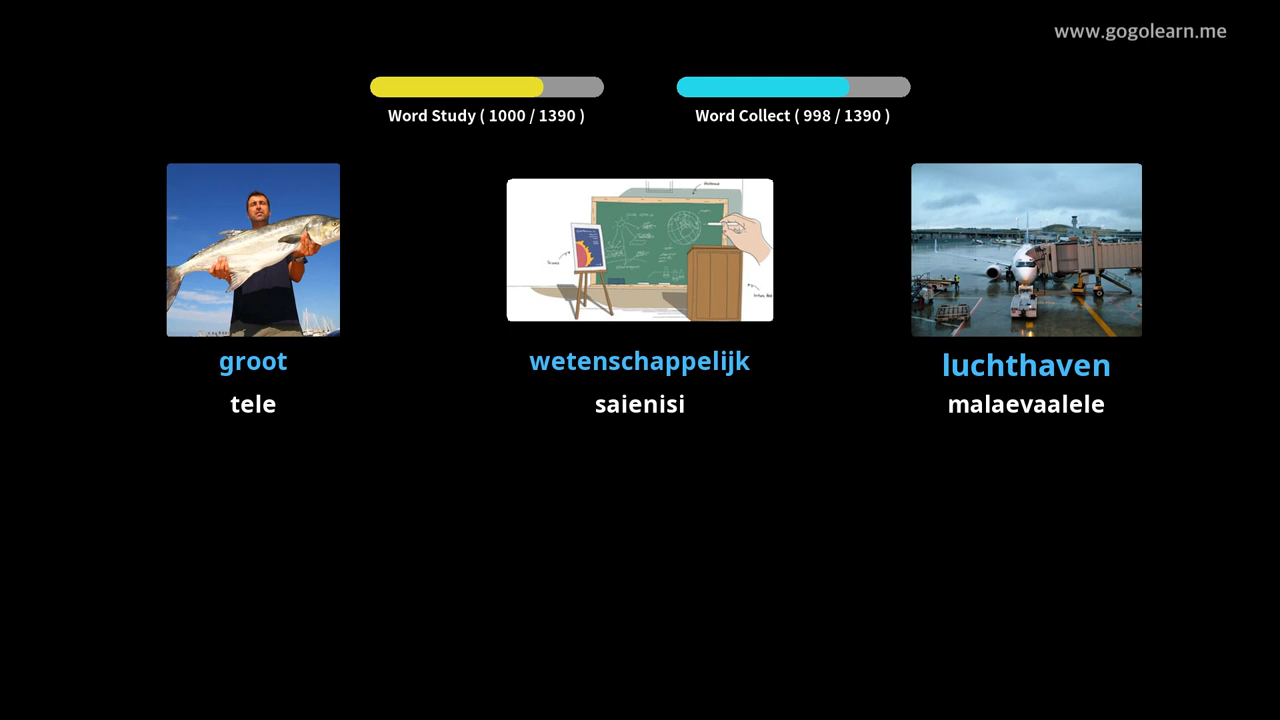 www.gogolearn.me
Word Study ( 1000 / 1390 )
Word Collect ( 998 / 1390 )
groot
wetenschappelijk
luchthaven
tele
saienisi
malaevaalele